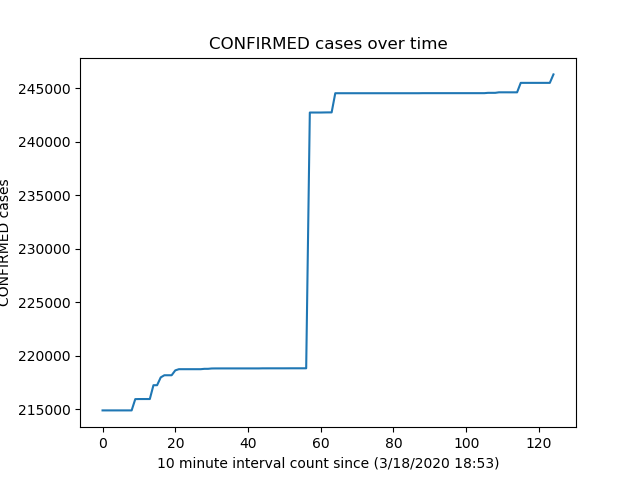 CONFIRMED cases over time
245000
240000
235000
230000
225000
220000
215000
CONFIRMED cases
0 20 40 60 80 100 120
10 minute interval count since (3/18/2020 18:53)